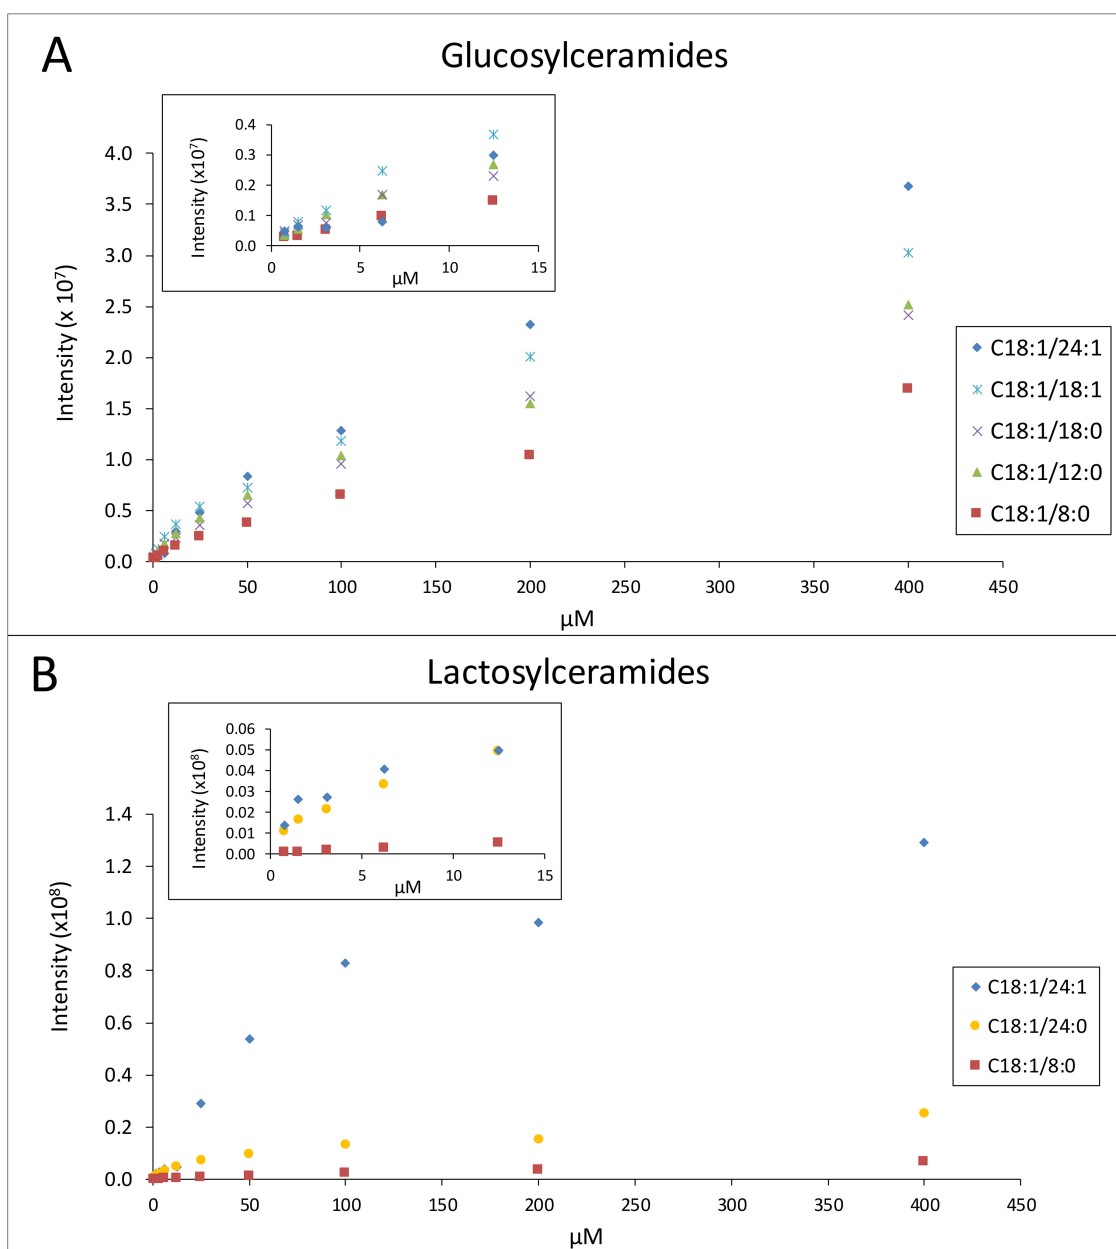 A
Glucosylceramides
Intensity (x10⁷)
0.4
0.3
0.2
0.1
0.0
0 5 10 15
µM
Intensity (x 10⁷)
4.0
3.5
3.0
2.5
2.0
1.5
1.0
0.5
0.0
0 50 100 150 200 250 300 350 400 450
µM
C18:1/24:1
C18:1/18:1
C18:1/18:0
C18:1/12:0
C18:1/8:0
B
Lactosylceramides
Intensity (x10⁸)
0.06
0.05
0.04
0.03
0.02
0.01
0.00
0 5 10 15
µM
Intensity (x10⁸)
1.4
1.2
1.0
0.8
0.6
0.4
0.2
0.0
0 50 100 150 200 250 300 350 400 450
µM
C18:1/24:1
C18:1/24:0
C18:1/8:0